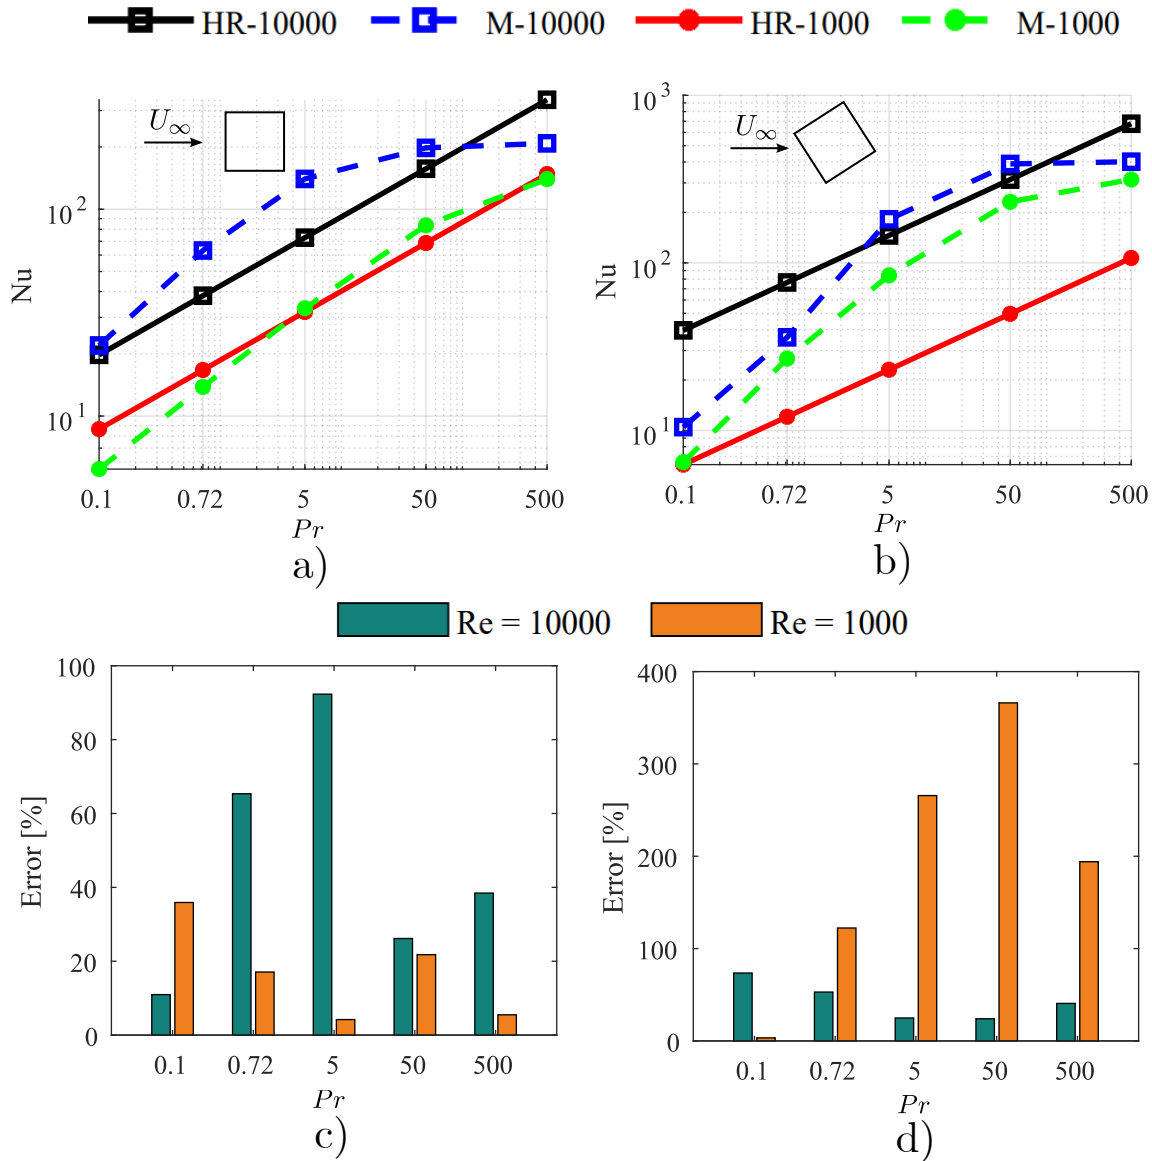 HR-10000 M-10000 HR-1000 M-1000
U∞
10²
10¹
Nu
0.1 0.72 5 50 500
Pr
a)
U∞
10³
10²
10¹
Nu
0.1 0.72 5 50 500
Pr
b)
Re = 10000 Re = 1000
100
80
60
40
20
0
Error [%]
0.1 0.72 5 50 500
Pr
c)
400
300
200
100
0
Error [%]
0.1 0.72 5 50 500
Pr
d)